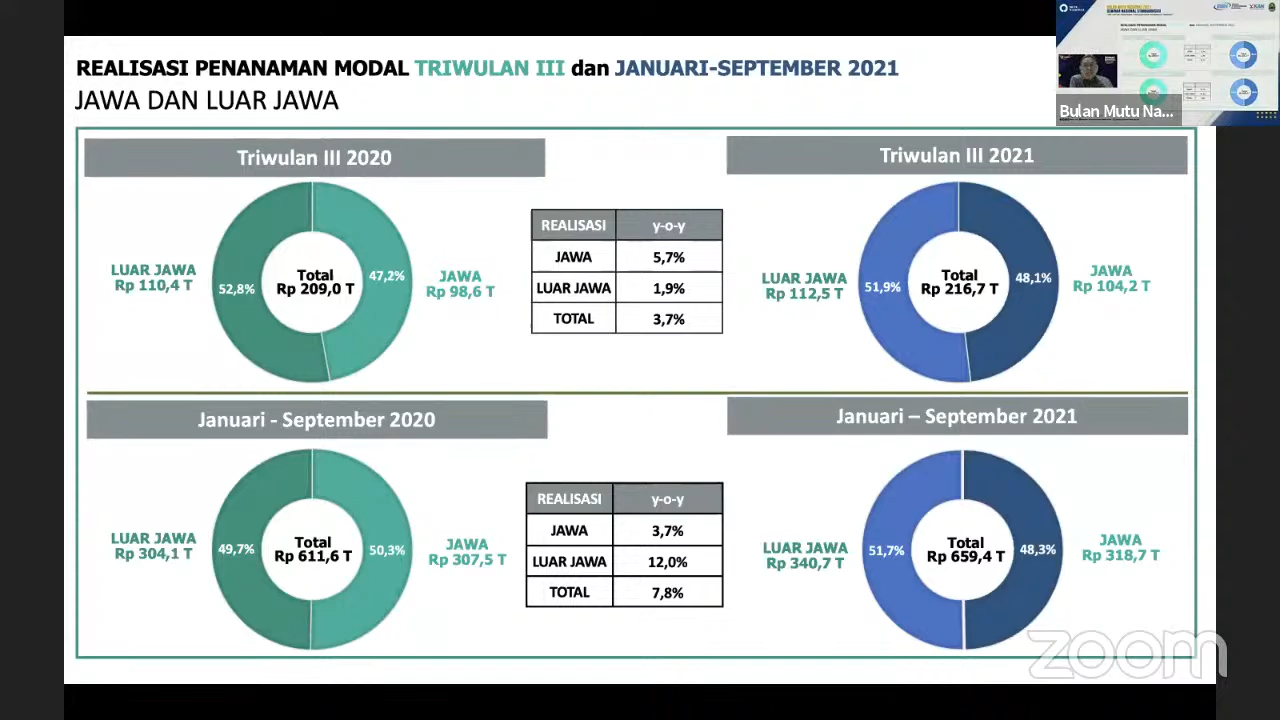 REALISASI PENANAMAN MODAL TRIWULAN III dan JANUARI-SEPTEMBER 2021
JAWA DAN LUAR JAWA
Bulan Mutu Na...
Triwulan III 2020
LUAR JAWA
Rp 110,4 T
52,8%
Total
Rp 209,0 T
47,2%
JAWA
Rp 98,6 T
REALISASI y-o-y
JAWA 5,7%
LUAR JAWA 1,9%
TOTAL 3,7%
Triwulan III 2021
LUAR JAWA
Rp 112,5 T
51,9%
Total
Rp 216,7 T
48,1%
JAWA
Rp 104,2 T
Januari - September 2020
LUAR JAWA
Rp 304,1 T
49,7%
Total
Rp 611,6 T
50,3%
JAWA
Rp 307,5 T
REALISASI y-o-y
JAWA 3,7%
LUAR JAWA 12,0%
TOTAL 7,8%
Januari – September 2021
LUAR JAWA
Rp 340,7 T
51,7%
Total
Rp 659,4 T
48,3%
JAWA
Rp 318,7 T
zoom